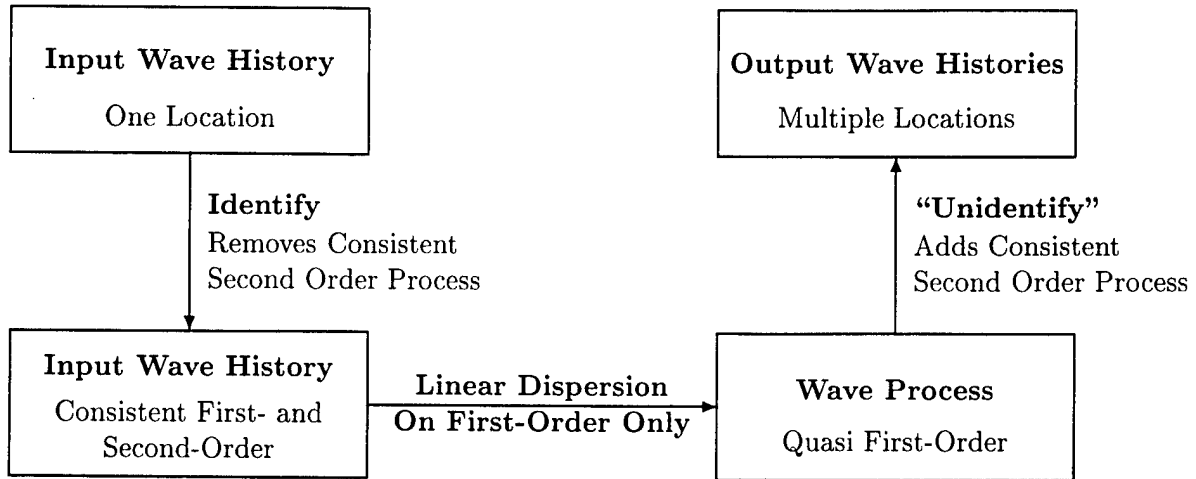 Input Wave History
One Location
Output Wave Histories
Multiple Locations
Identify
Removes Consistent
Second Order Process
“Unidentify”
Adds Consistent
Second Order Process
Input Wave History
Consistent First- and
Second-Order
Linear Dispersion
On First-Order Only
Wave Process
Quasi First-Order